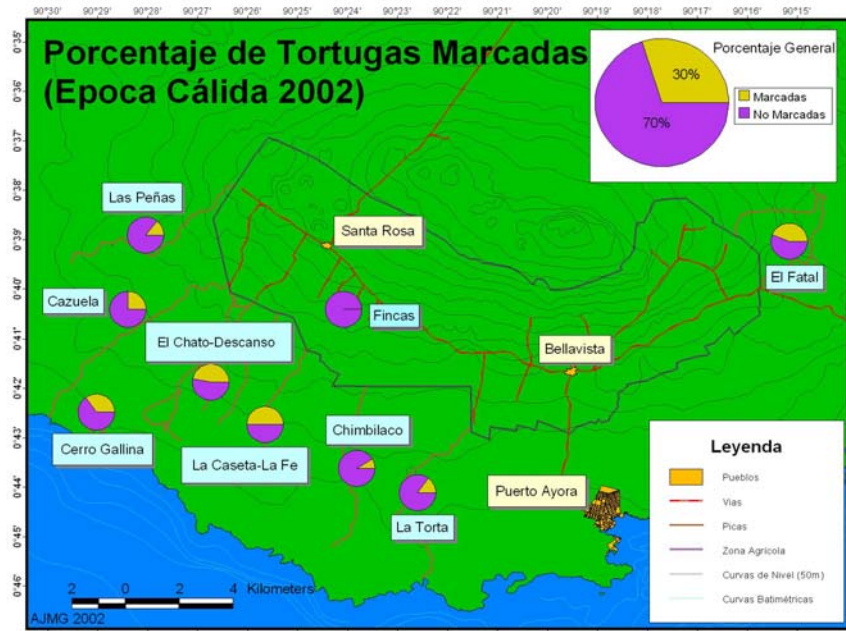 90°30' 90°28' 90°27' 90°26' 90°25' 90°24' 90°23' 90°22' 90°21' 90°20' 90°19' 90°18' 90°17' 90°16' 90°15'
Porcentaje de Tortugas Marcadas
(Epoca Cálida 2002)
Porcentaje General
30%
70%
Marcadas
No Marcadas
0°35'
0°36'
0°37'
0°38'
0°39'
0°40'
0°41'
0°42'
0°43'
0°44'
0°45'
0°46'
Las Peñas
Santa Rosa
El Fatal
Cazuela
Fincas
El Chato-Descanso
Bellavista
Chimbilaco
Cerro Gallina
La Caseta-La Fe
Puerto Ayora
La Torta
Leyenda
Pueblos
Vias
Picas
Zona Agrícola
Curvas de Nivel (50m)
Curvas Batimétricas
2 0 2 4 Kilometers
AJMG 2002